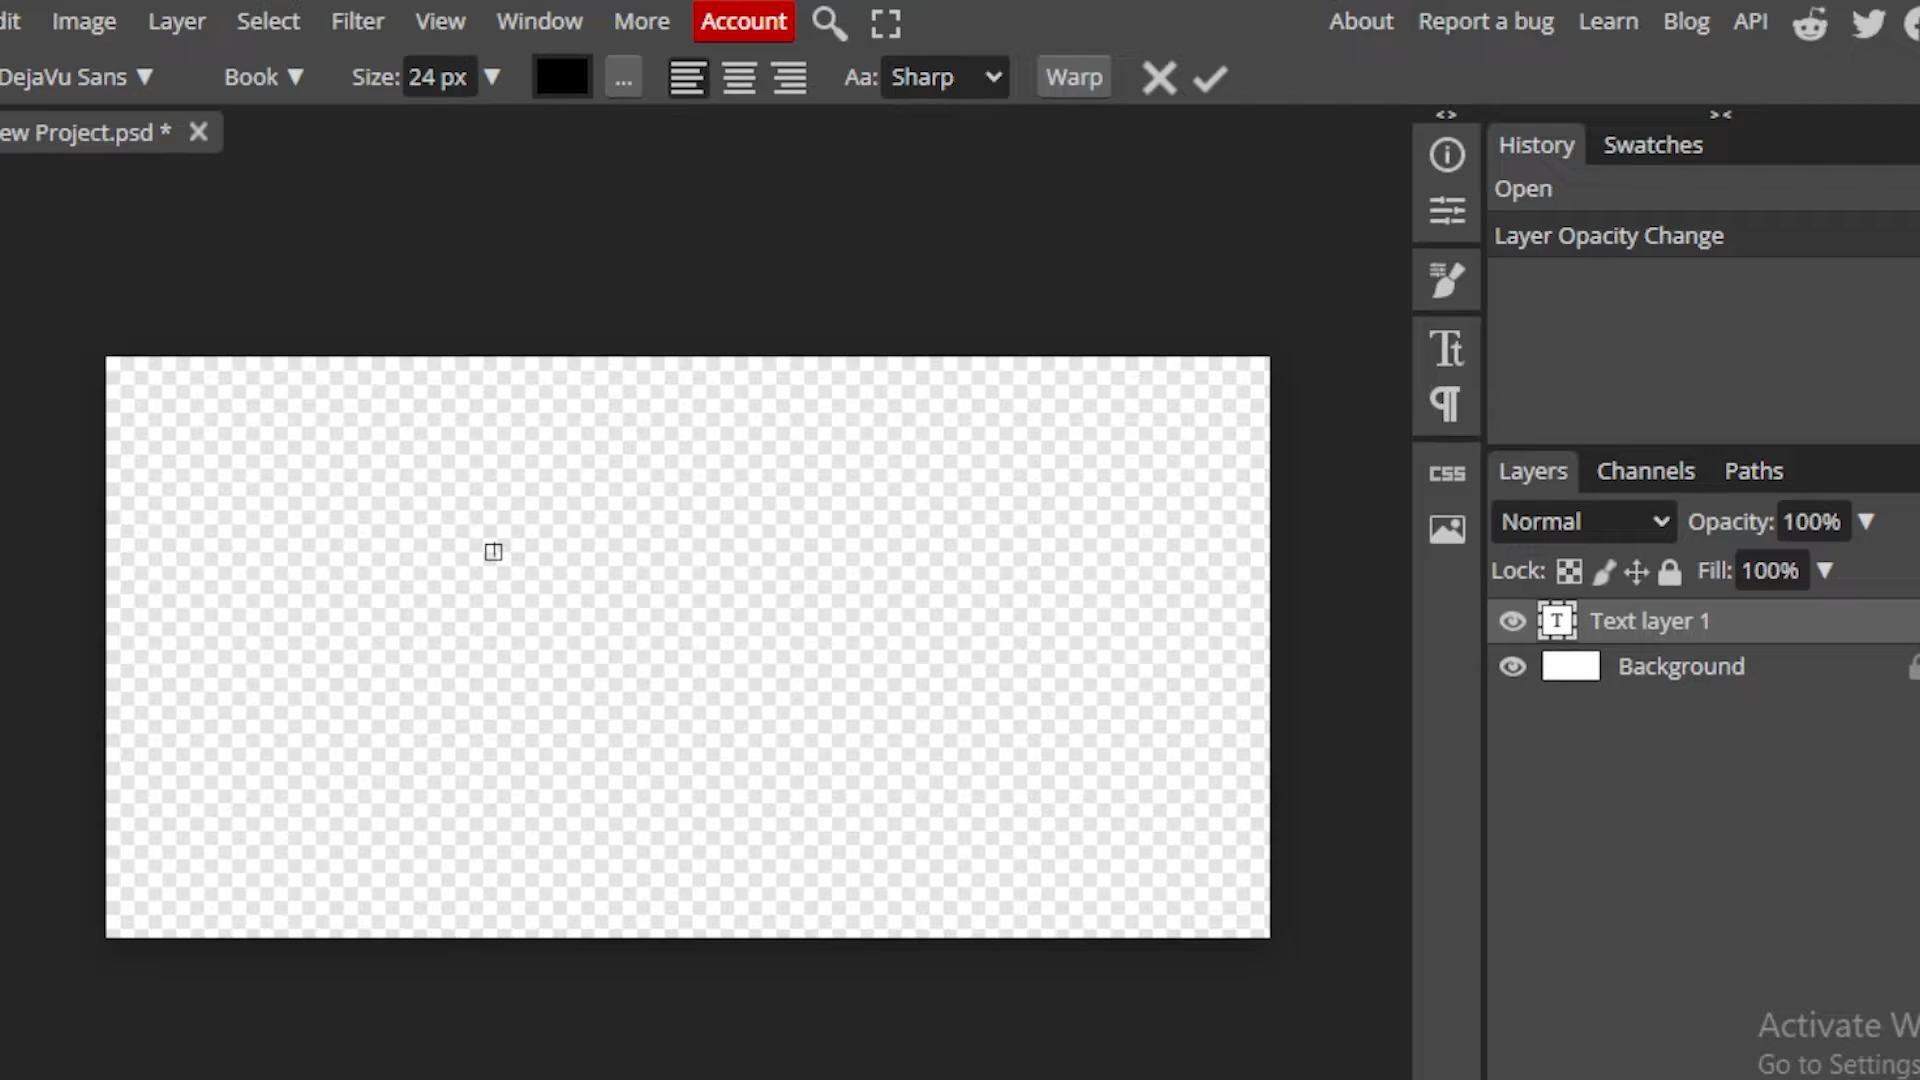 dit Image Layer Select Filter View Window More Account About Report a bug Learn Blog API
DejaVu Sans Book Size: 24 px ... Aa: Sharp Warp
ew Project.psd *
History Swatches
Open
Layer Opacity Change
CSS
Layers Channels Paths
Normal Opacity: 100%
Lock: Fill: 100%
T Text layer 1
Background
Activate W
Go to Settings